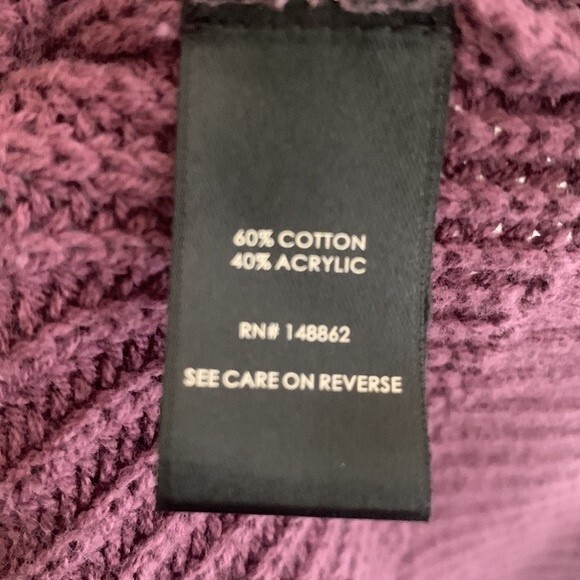 60% COTTON
40% ACRYLIC
RN# 148862
SEE CARE ON REVERSE